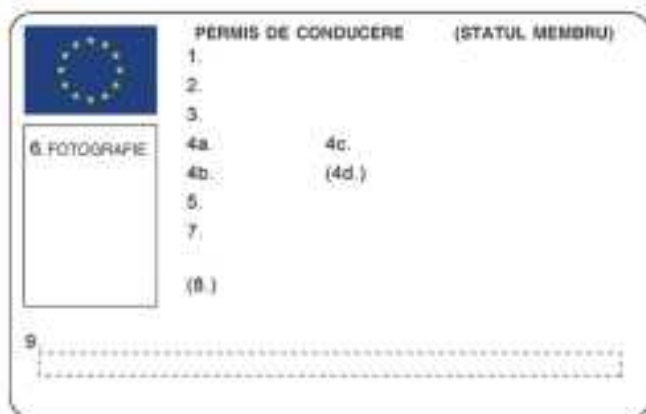 PERMIS DE CONDUCERE (STATUL MEMBRU)
1.
2.
3.
6. FOTOGRAFIE
4a. 4c.
4b. (4d.)
5.
7.
(8.)
9.